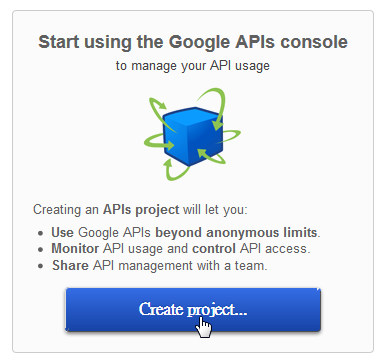 Start using the Google APIs console
to manage your API usage
Creating an APIs project will let you:
• Use Google APIs beyond anonymous limits.
• Monitor API usage and control API access.
• Share API management with a team.
Create project...